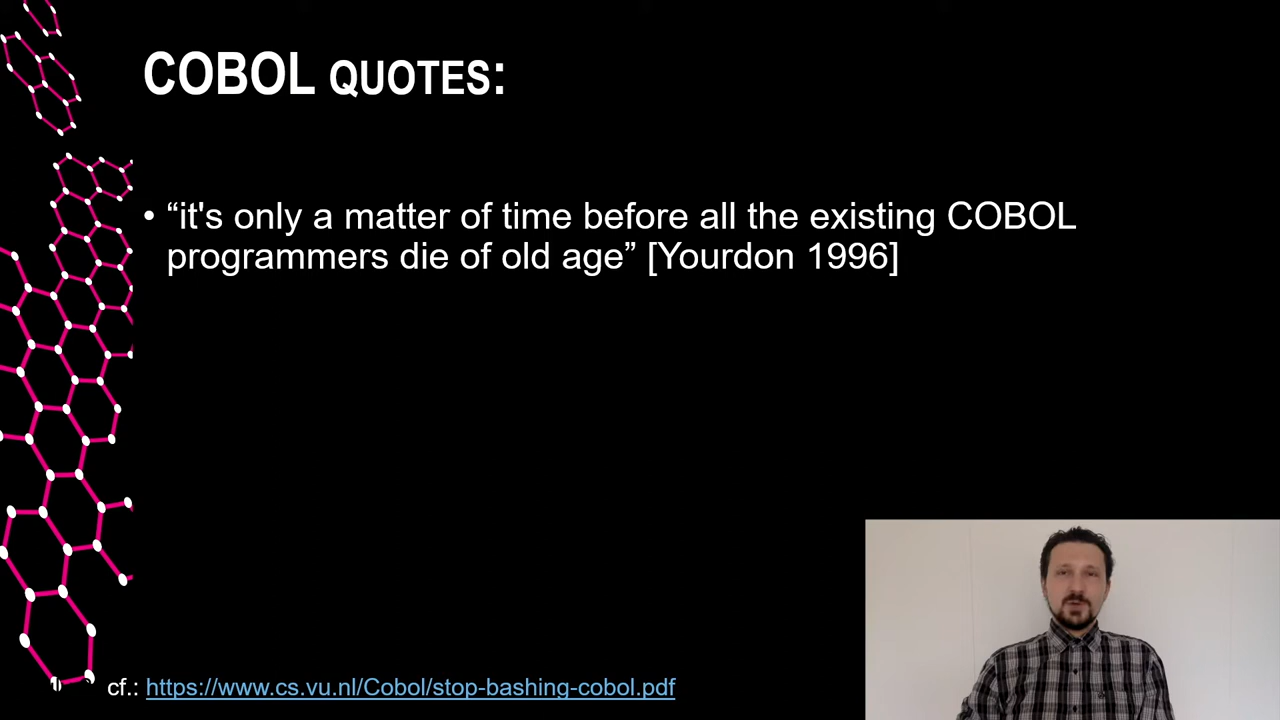 COBOL QUOTES:
• “it's only a matter of time before all the existing COBOL
programmers die of old age” [Yourdon 1996]
cf.: https://www.cs.vu.nl/Cobol/stop-bashing-cobol.pdf